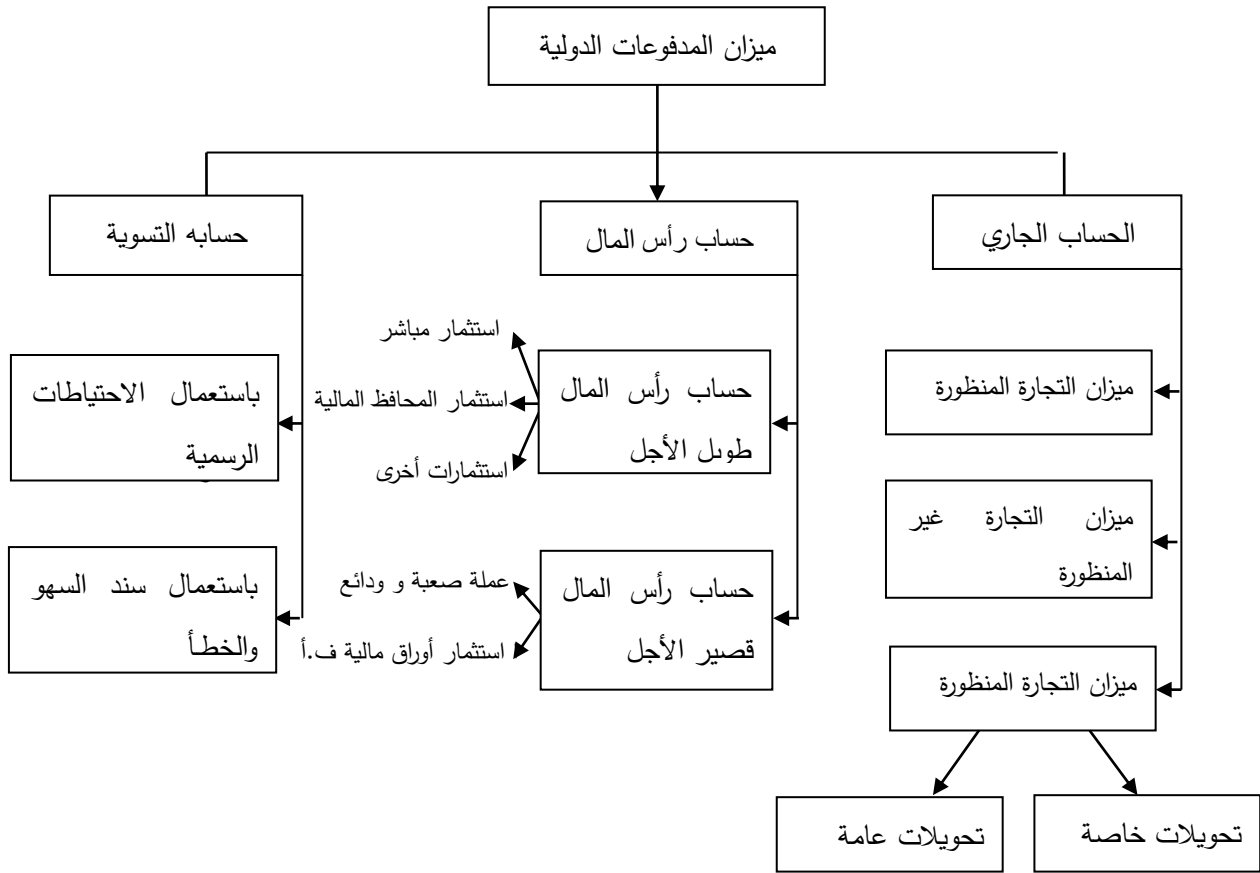 ميزان المدفوعات الدولية
الحساب الجاري
حساب رأس المال
حسابه التسوية
ميزان التجارة المنظورة
ميزان التجارة غير
المنظورة
ميزان التجارة المنظورة
تحويلات خاصة
تحويلات عامة
حساب رأس المال
طويل الأجل
استثمار مباشر
استثمار المحافظ المالية
استثمارات أخرى
حساب رأس المال
قصير الأجل
عملة صعبة و ودائع
استثمار أوراق مالية ف.أ
باستعمال الاحتياطات
الرسمية
باستعمال سند السهو
والخطأ